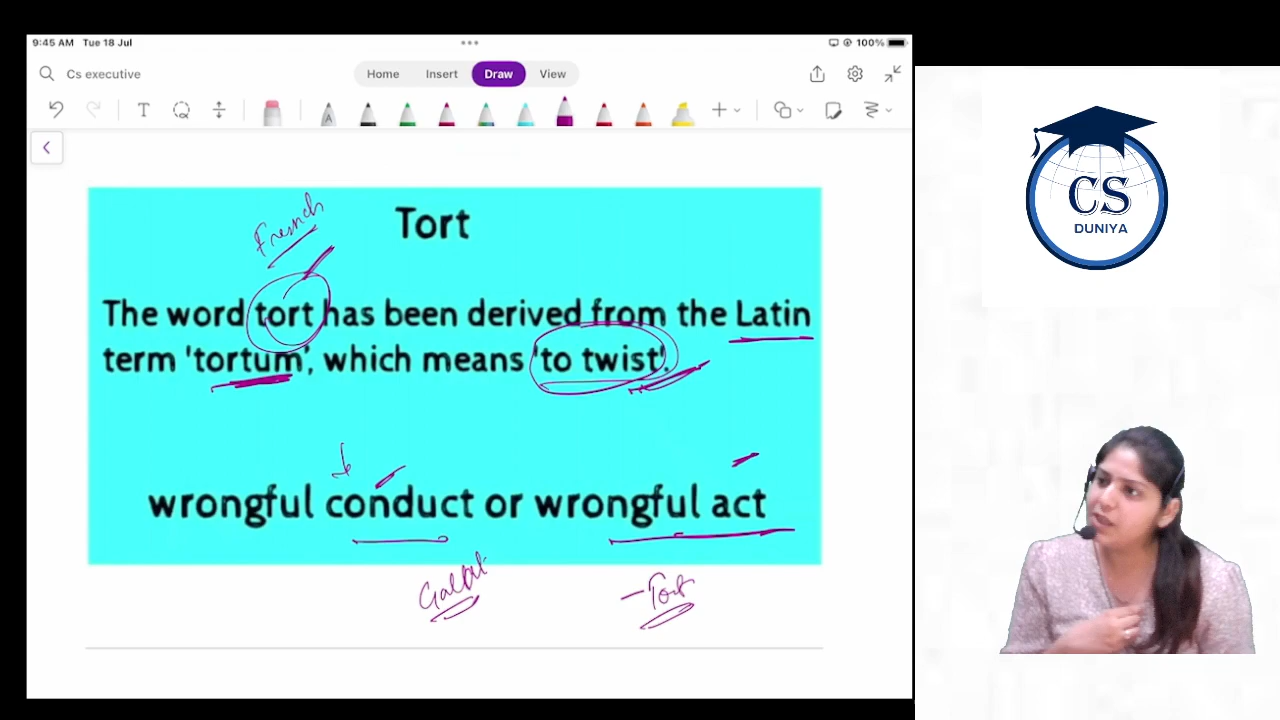 9:45 AM Tue 18 Jul
100%
Cs executive
Home Insert Draw View
T
A
French
Tort
The word tort has been derived from the Latin
term 'tortum', which means 'to twist'.
wrongful conduct or wrongful act
Galat
Tort
CS
DUNIYA